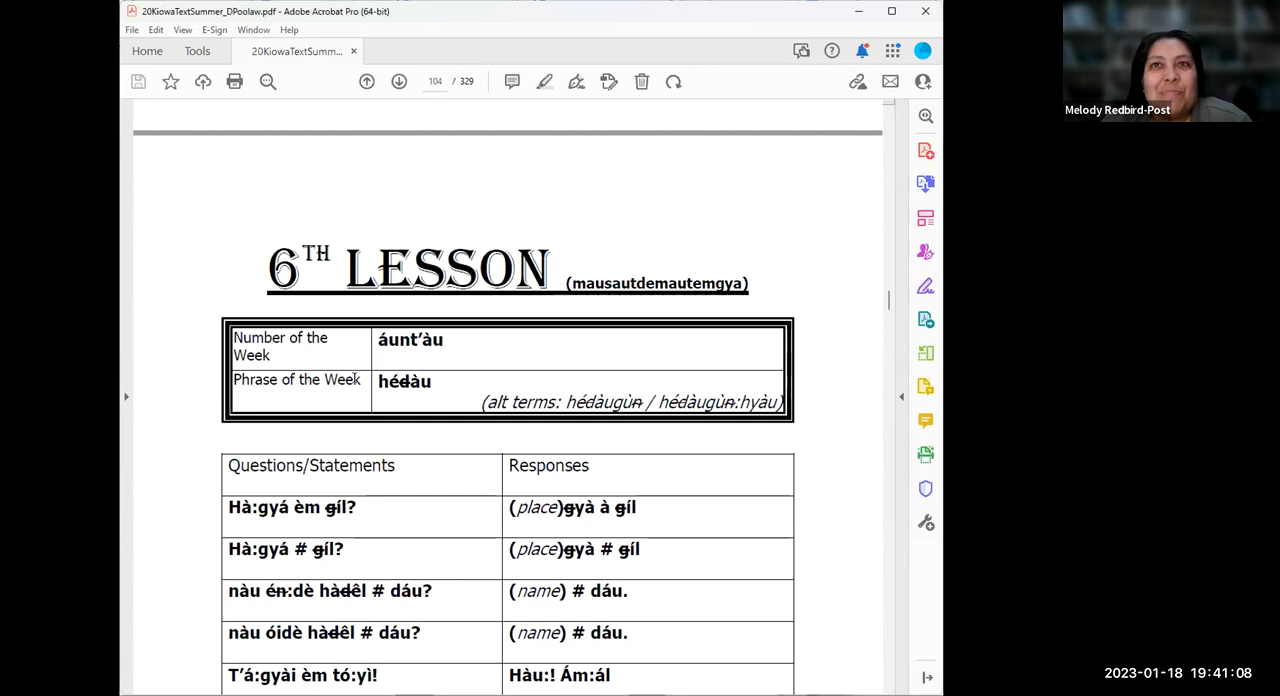 20KiowaTextSummer_DPoolaw.pdf - Adobe Acrobat Pro (64-bit)
File Edit View E-Sign Window Help
Home Tools 20KiowaTextSumm... ×
104 / 329
Melody Redbird-Post
6TH LESSON (mausautdemautemgya)
Number of the Week áunt'àu
Phrase of the Week hédàu
(alt terms: hédàugùn / hédàugùn:hyàu)
Questions/Statements Responses
Hà:gyá èm gíl? (place)gyà à gíl
Hà:gyá # gíl? (place)gyà # gíl
nàu én:dè hàdêl # dáu? (name) # dáu.
nàu óidè hàdêl # dáu? (name) # dáu.
T'á:gyài èm tó:yì! Hàu:! Ám:ál
2023-01-18 19:41:08